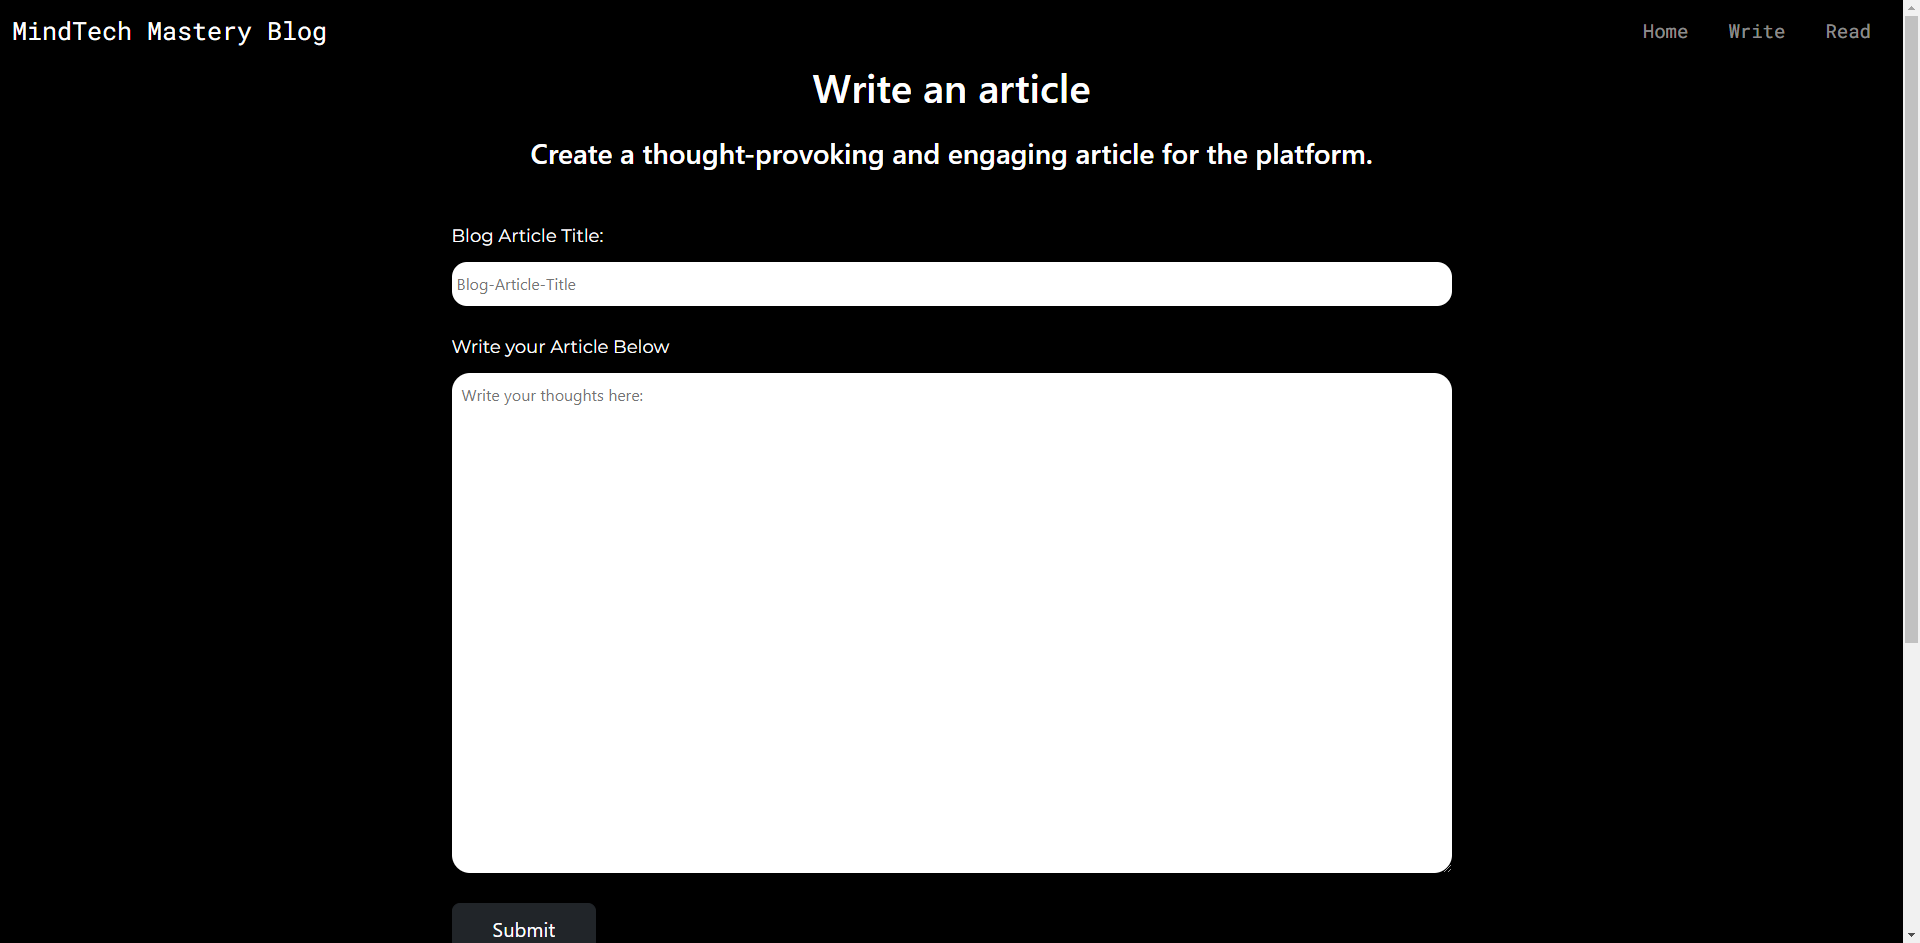 MindTech Mastery Blog
Home Write Read
Write an article
Create a thought-provoking and engaging article for the platform.
Blog Article Title:
Blog-Article-Title
Write your Article Below
Write your thoughts here:
Submit